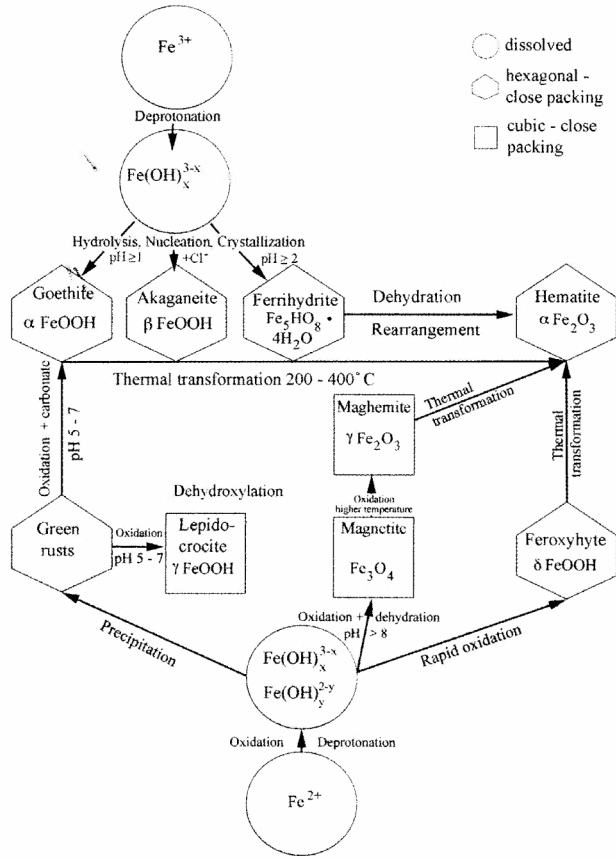 Fe3+
dissolved
hexagonal -
close packing
cubic - close
packing
Deprotonation
Fe(OH)x3-x
Hydrolysis, Nucleation, Crystallization
pH ≥1
+Cl-
pH ≥ 2
Goethite
α FeOOH
Akaganeite
β FeOOH
Ferrihydrite
Fe5HO8 •
4H2O
Dehydration
Rearrangement
Hematite
α Fe2O3
Thermal transformation 200 - 400°C
Oxidation + carbonate
pH 5 - 7
Maghemite
γ Fe2O3
Thermal
transformation
Thermal
transformation
Oxidation
higher temperature
Dehydroxylation
Green
rusts
Oxidation
pH 5 - 7
Lepido-
crocite
γ FeOOH
Magnetite
Fe3O4
Feroxyhyte
δ FeOOH
Oxidation + dehydration
pH > 8
Precipitation
Rapid oxidation
Fe(OH)x3-x
Fe(OH)y2-y
Oxidation
Deprotonation
Fe2+